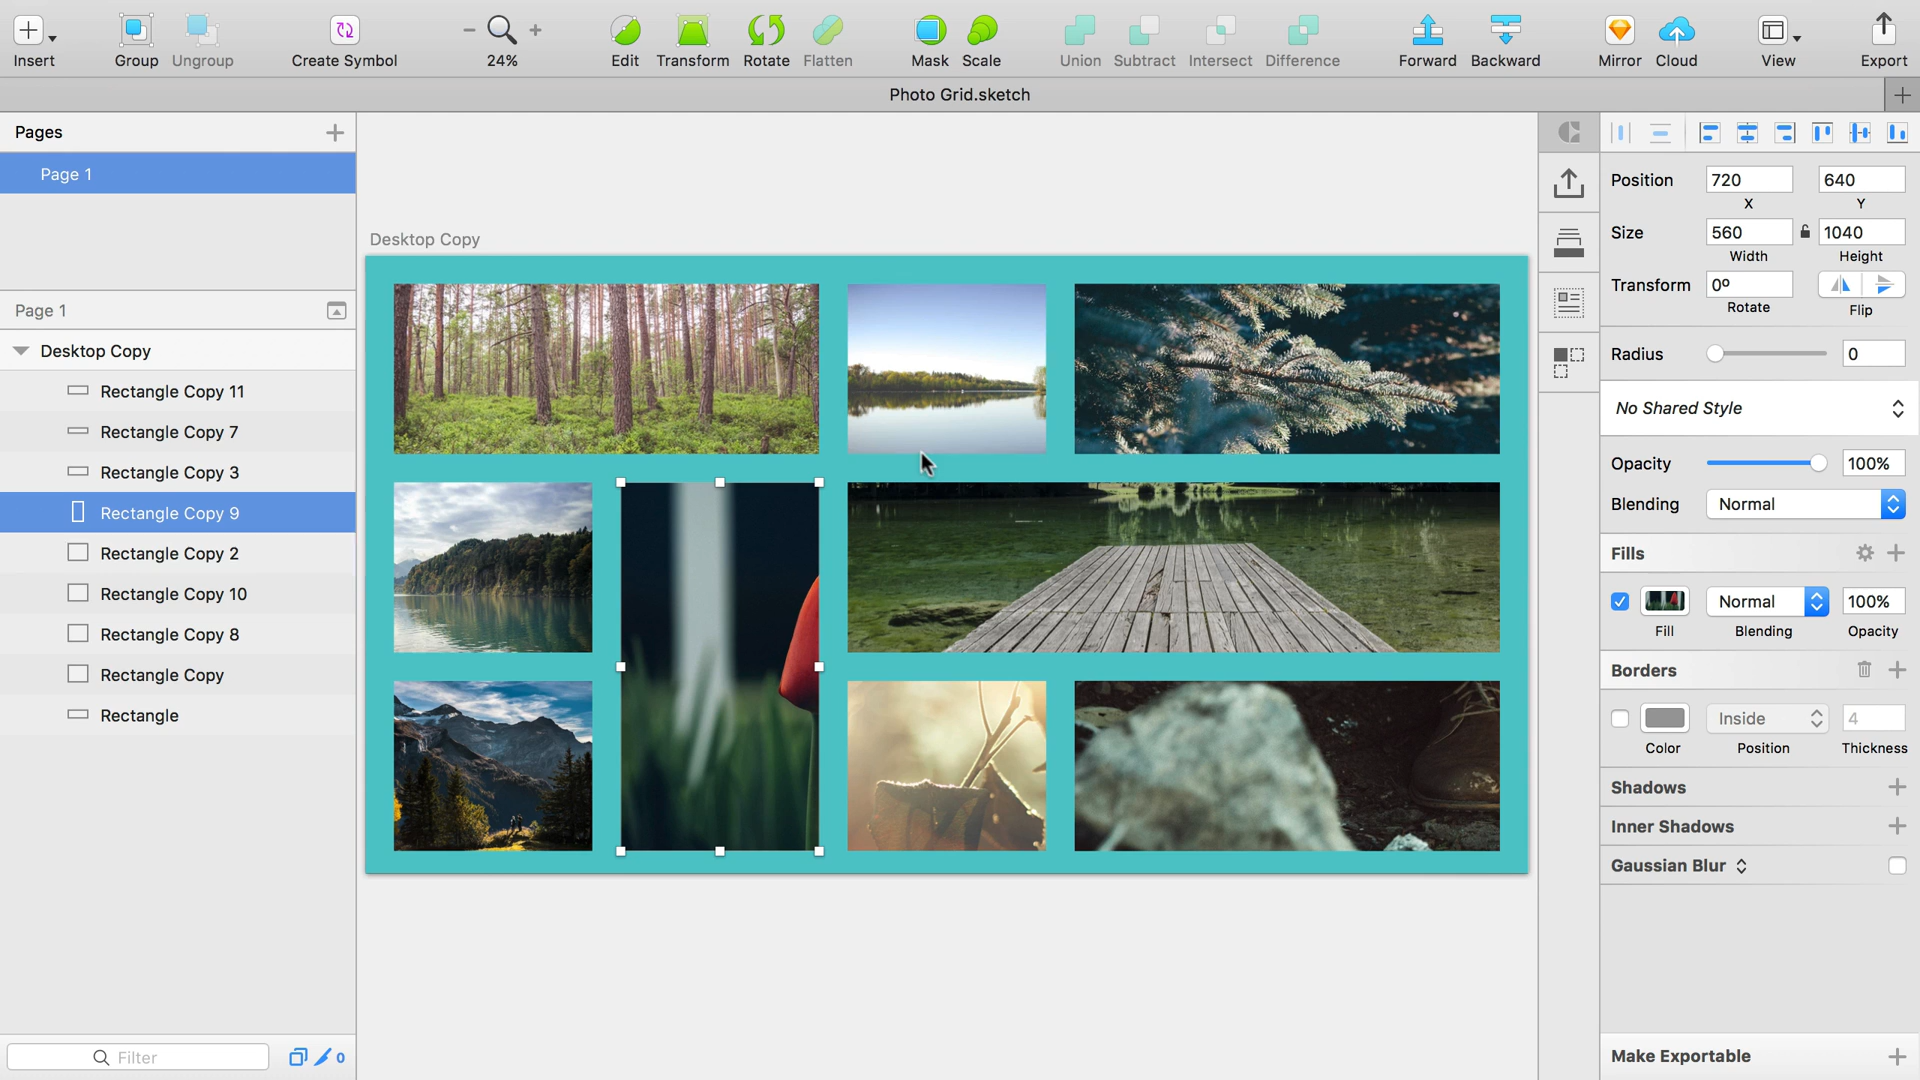 Insert
Group
Ungroup
Create Symbol
24%
Edit
Transform
Rotate
Flatten
Mask
Scale
Union
Subtract
Intersect
Difference
Forward
Backward
Mirror
Cloud
View
Export
Photo Grid.sketch
Pages
Page 1
Page 1
Desktop Copy
Rectangle Copy 11
Rectangle Copy 7
Rectangle Copy 3
Rectangle Copy 9
Rectangle Copy 2
Rectangle Copy 10
Rectangle Copy 8
Rectangle Copy
Rectangle
Filter
0
Desktop Copy
Position 720 640
X Y
Size 560 1040
Width Height
Transform 0º
Rotate Flip
Radius 0
No Shared Style
Opacity 100%
Blending Normal
Fills
Normal 100%
Fill Blending Opacity
Borders
Inside 4
Color Position Thickness
Shadows
Inner Shadows
Gaussian Blur
Make Exportable